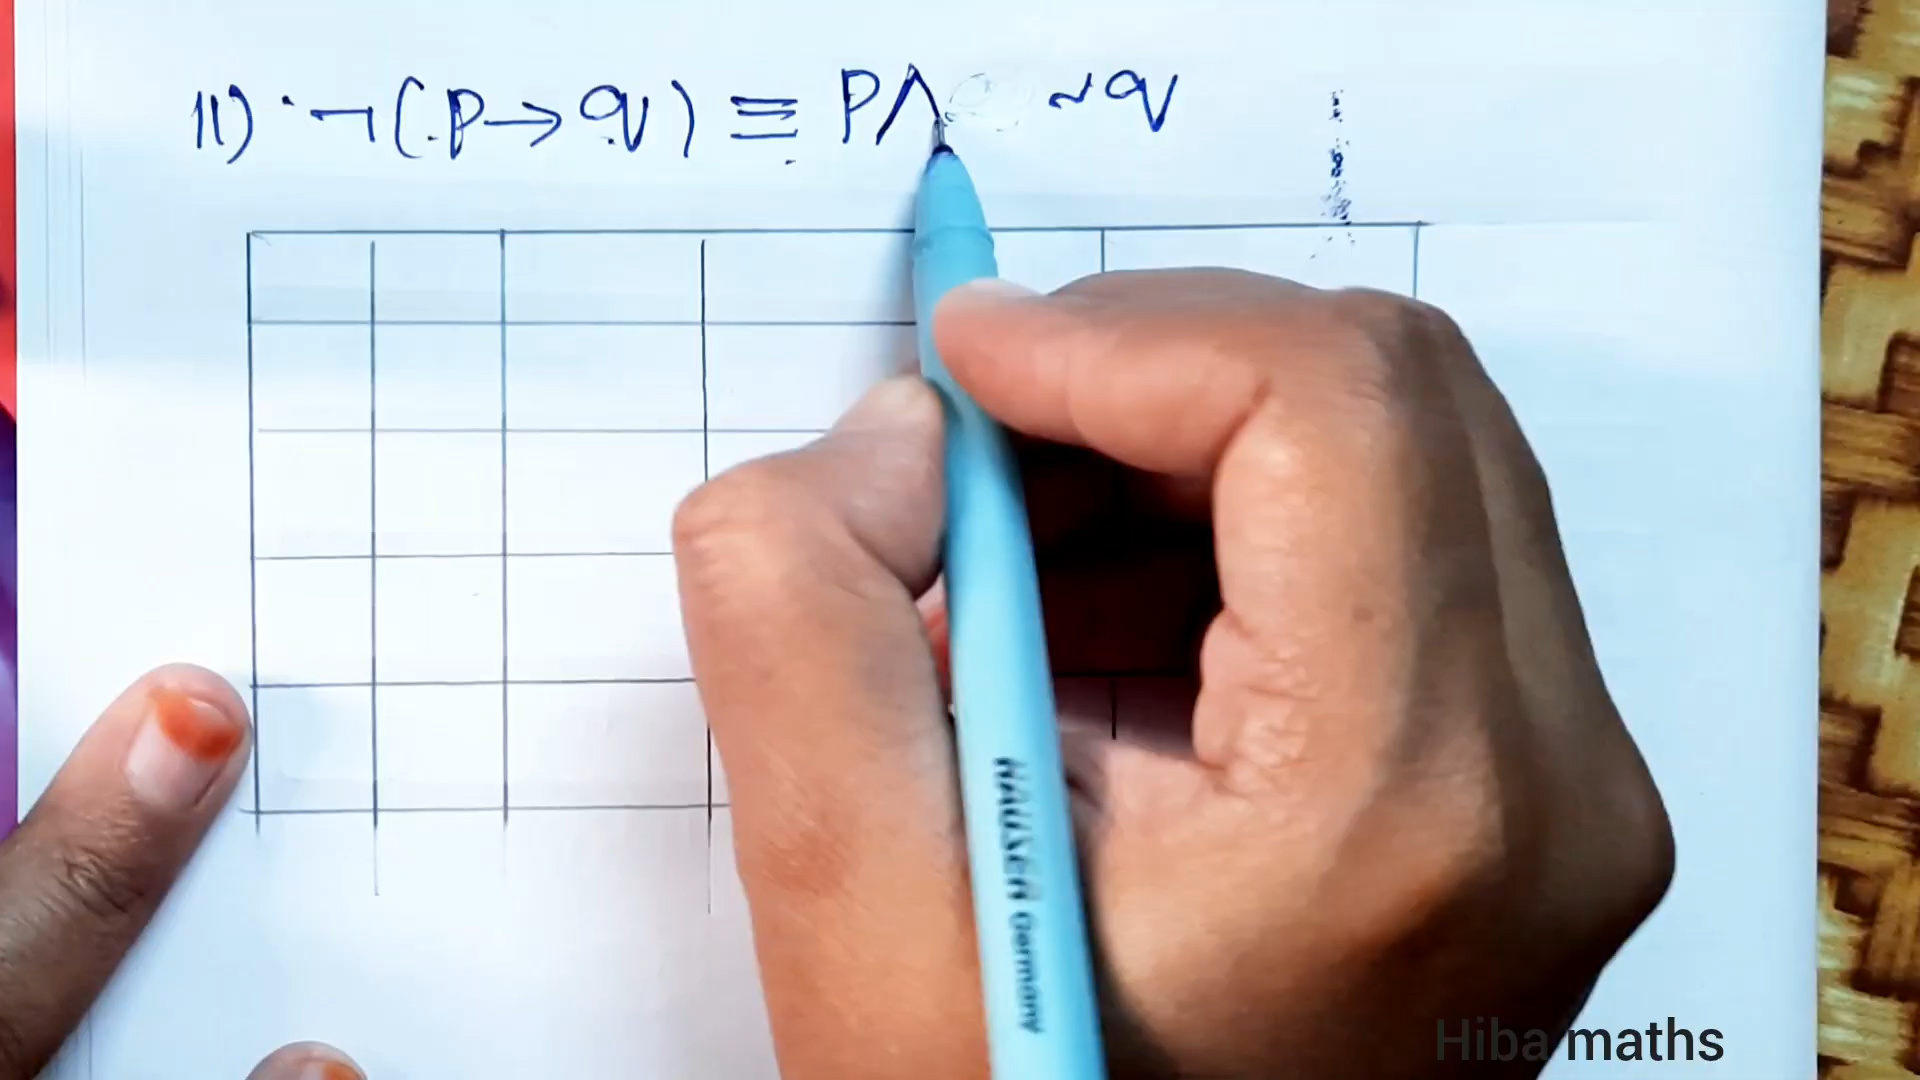 11) ¬(p→q) ≡ P∧ ~q
HAUSER Germany
Hiba maths